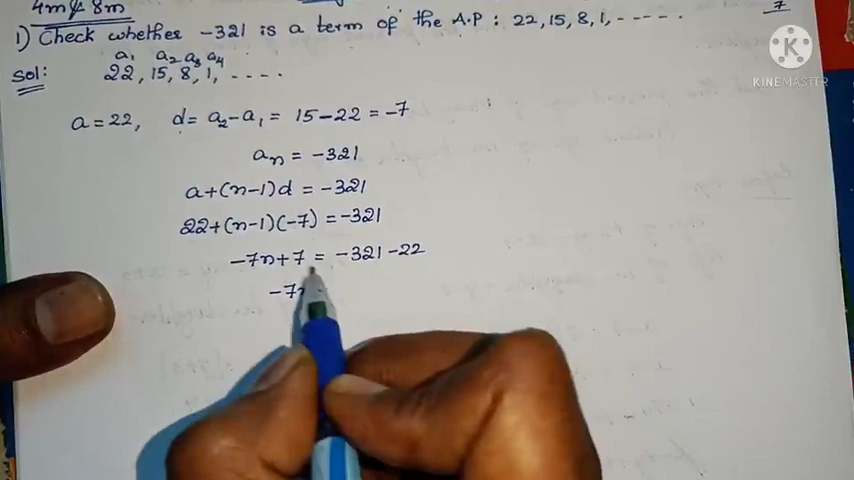 4m & 8m
7
1) Check whether -321 is a term of the A.P : 22, 15, 8, 1, - - - - - .
a₁ a₂ a₃ a₄
Sol: 22, 15, 8, 1, - - - - .
a = 22, d = a₂ - a₁ = 15 - 22 = -7
aₙ = -321
a + (n-1)d = -321
22 + (n-1)(-7) = -321
-7n + 7 = -321 - 22
-7n
KINEMASTER